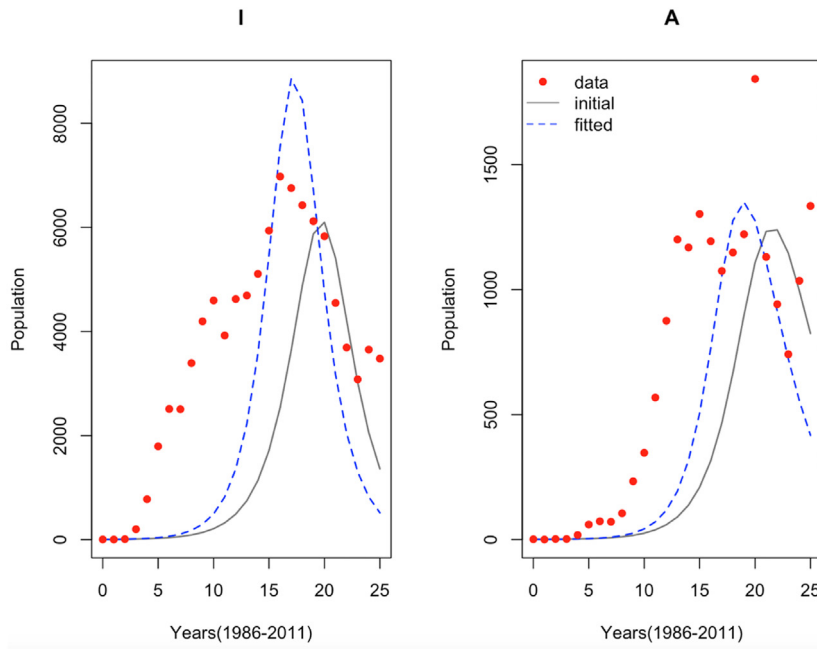 I
Population
8000
6000
4000
2000
0
0 5 10 15 20 25
Years(1986-2011)
A
data
initial
fitted
Population
1500
1000
500
0
0 5 10 15 20 25
Years(1986-2011)